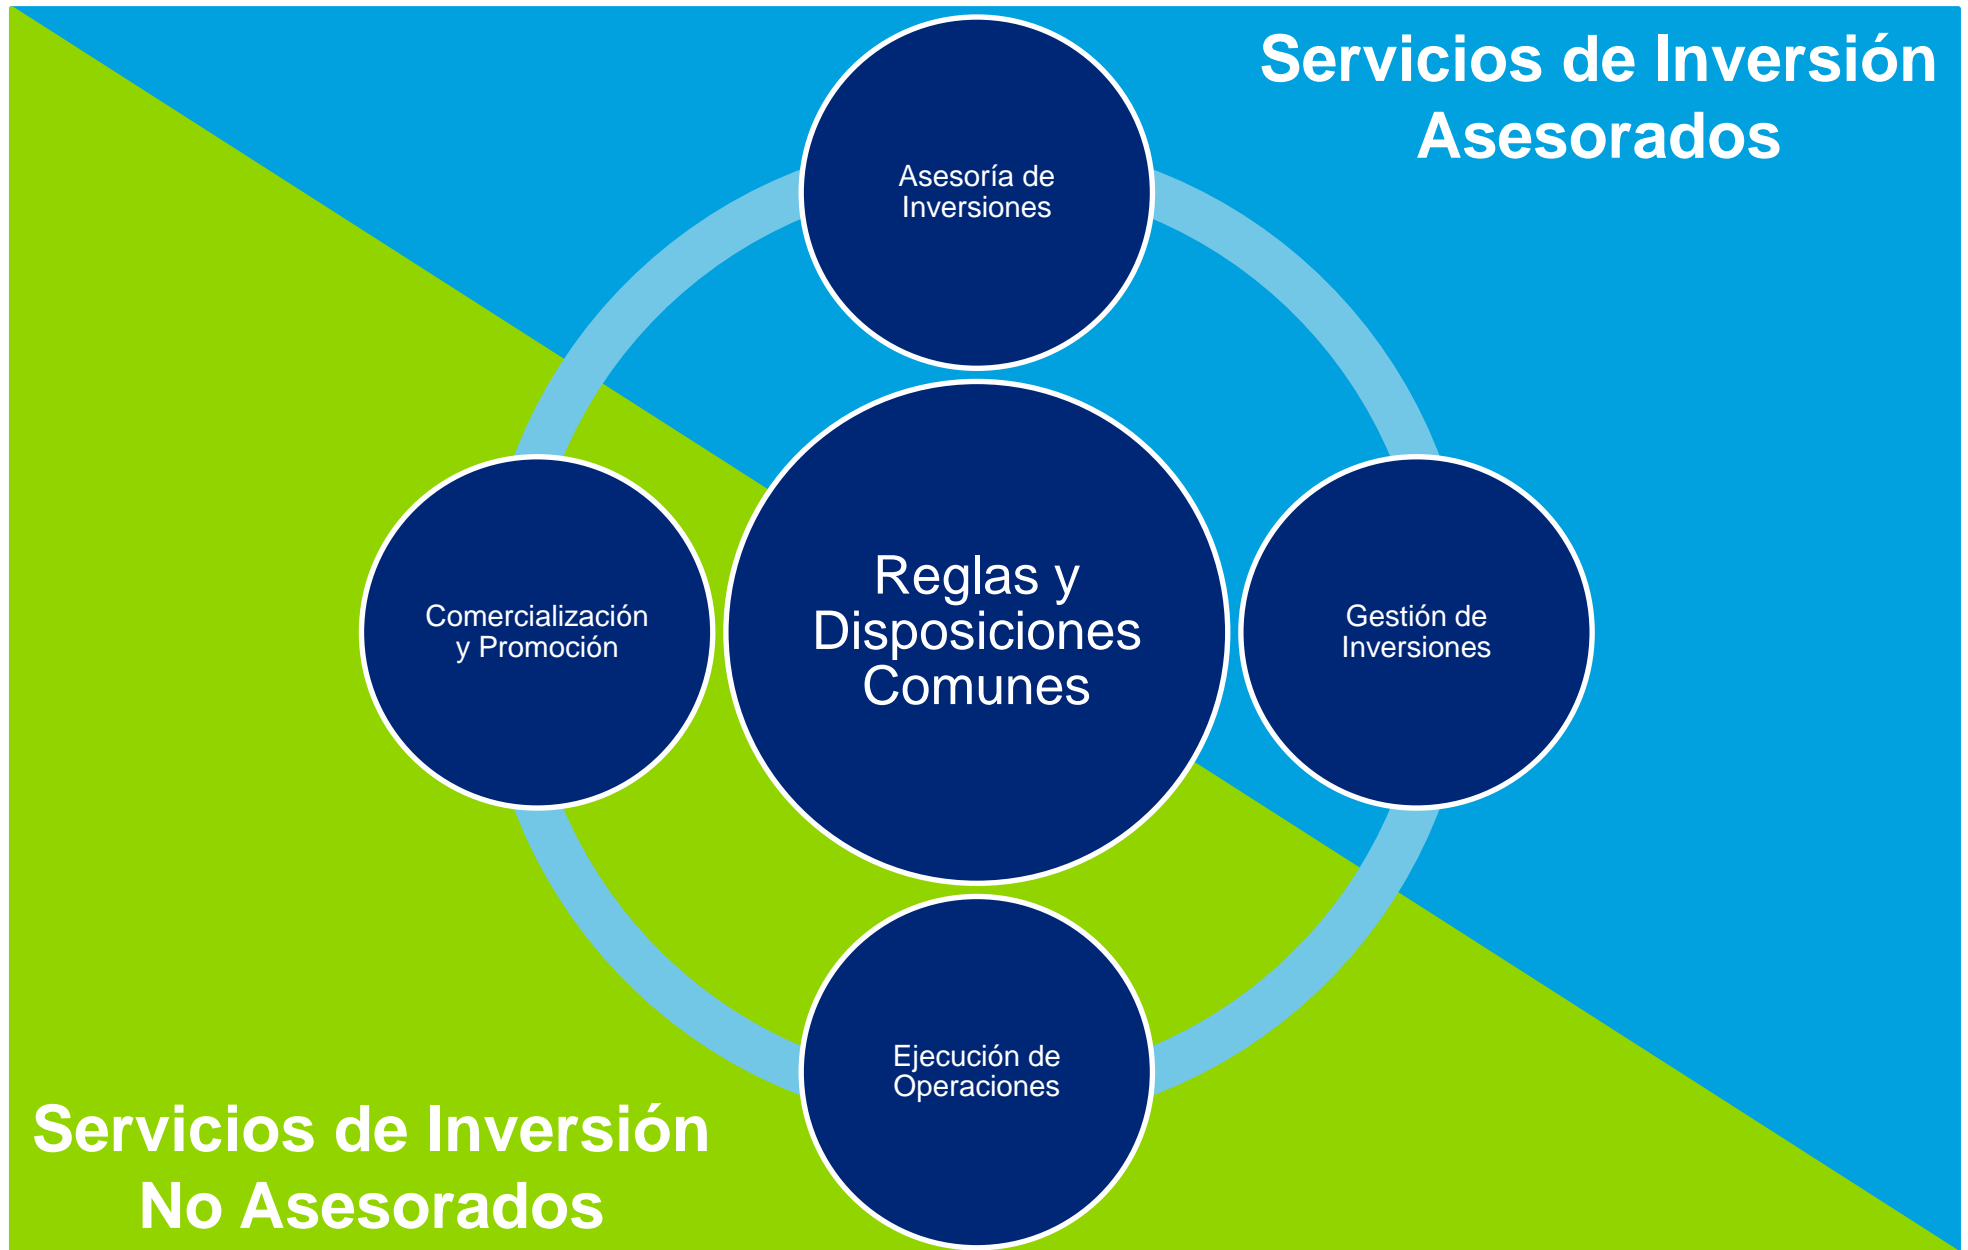 Servicios de Inversión
Asesorados
Asesoría de
Inversiones
Comercialización
y Promoción
Reglas y
Disposiciones
Comunes
Gestión de
Inversiones
Ejecución de
Operaciones
Servicios de Inversión
No Asesorados